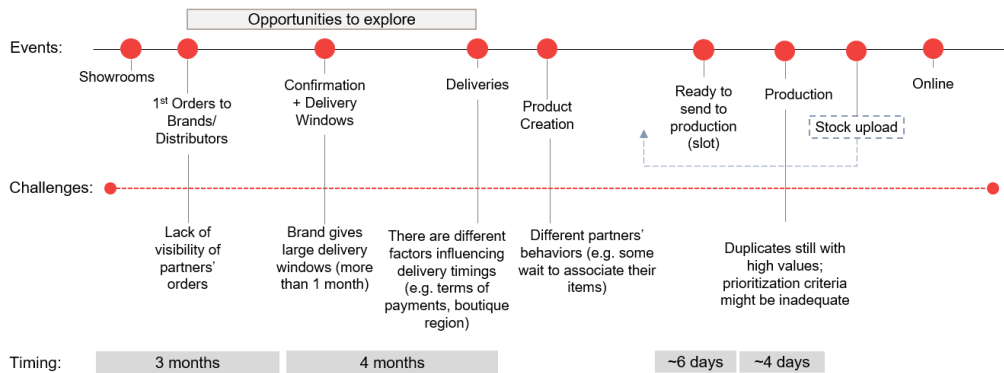 Opportunities to explore
Events:
Showrooms
1st Orders to
Brands/
Distributors
Confirmation
+ Delivery
Windows
Deliveries
Product
Creation
Ready to
send to
production
(slot)
Production
Stock upload
Online
Challenges:
Lack of
visibility of
partners'
orders
Brand gives
large delivery
windows (more
than 1 month)
There are different
factors influencing
delivery timings
(e.g. terms of
payments, boutique
region)
Different partners'
behaviors (e.g. some
wait to associate their
items)
Duplicates still with
high values;
prioritization criteria
might be inadequate
Timing:
3 months
4 months
~6 days
~4 days